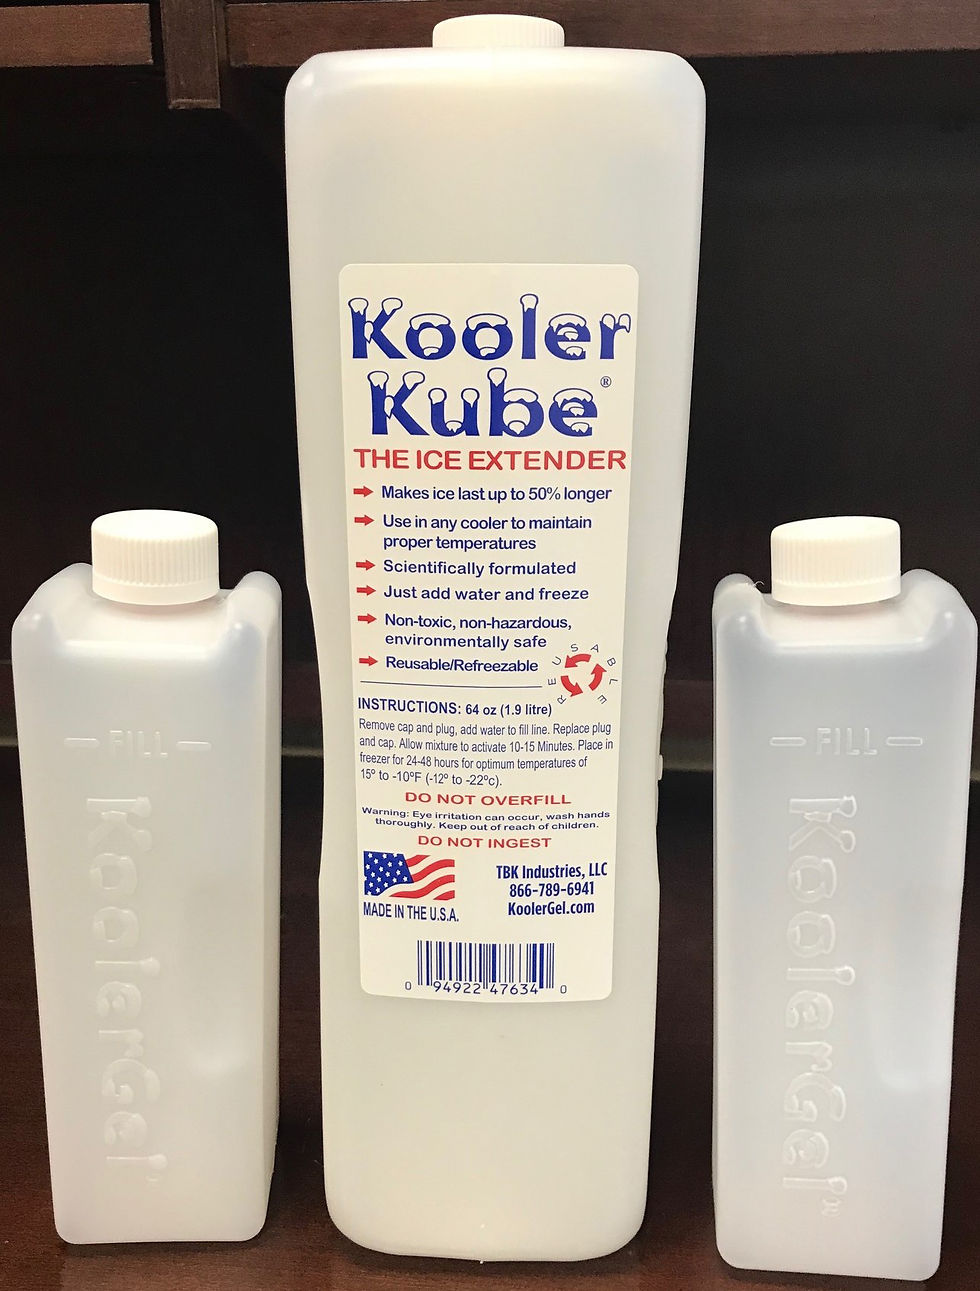 Kooler
Kube®
THE ICE EXTENDER
Makes ice last up to 50% longer
Use in any cooler to maintain
proper temperatures
Scientifically formulated
Just add water and freeze
Non-toxic, non-hazardous,
environmentally safe
Reusable/Refreezable
REUSABLE
INSTRUCTIONS: 64 oz (1.9 litre)
Remove cap and plug, add water to fill line. Replace plug
and cap. Allow mixture to activate 10-15 Minutes. Place in
freezer for 24-48 hours for optimum temperatures of
15º to -10ºF (-12º to -22ºc).
DO NOT OVERFILL
Warning: Eye irritation can occur, wash hands
thoroughly. Keep out of reach of children.
DO NOT INGEST
MADE IN THE U.S.A.
TBK Industries, LLC
866-789-6941
KoolerGel.com
0 94922 47634 0
FILL
KoolerGel
FILL
KoolerGel™